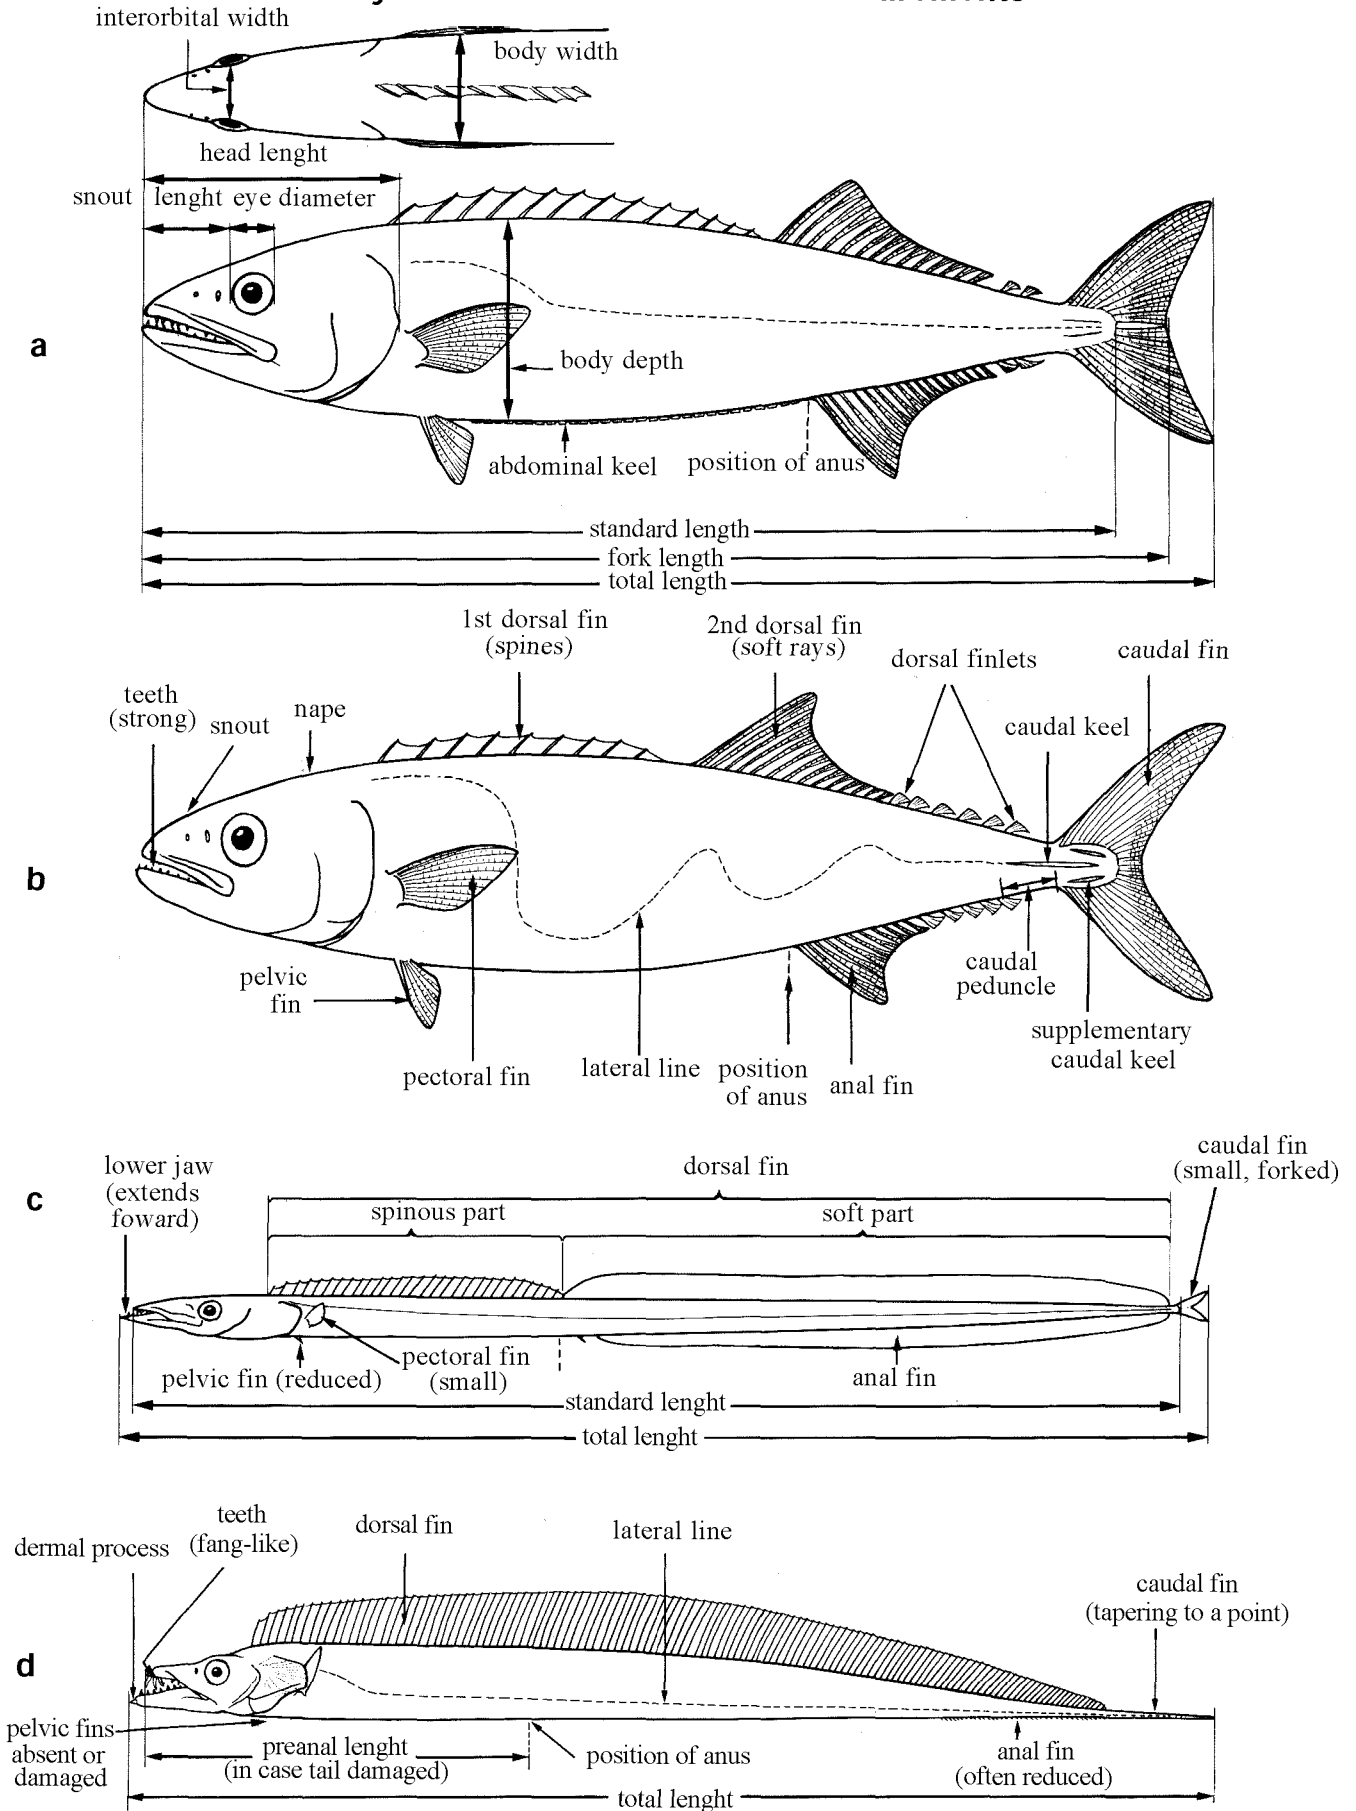 interorbital width
body width
head lenght
snout lenght eye diameter
a
body depth
abdominal keel
position of anus
standard length
fork length
total length
1st dorsal fin
(spines)
2nd dorsal fin
(soft rays)
dorsal finlets
caudal fin
teeth
(strong)
snout
nape
caudal keel
b
pelvic
fin
caudal
peduncle
supplementary
caudal keel
pectoral fin
lateral line
position
of anus
anal fin
c
lower jaw
(extends
foward)
dorsal fin
caudal fin
(small, forked)
spinous part
soft part
pelvic fin (reduced)
pectoral fin
(small)
anal fin
standard lenght
total lenght
d
dermal process
teeth
(fang-like)
dorsal fin
lateral line
caudal fin
(tapering to a point)
pelvic fins
absent or
damaged
preanal lenght
(in case tail damaged)
position of anus
anal fin
(often reduced)
total lenght